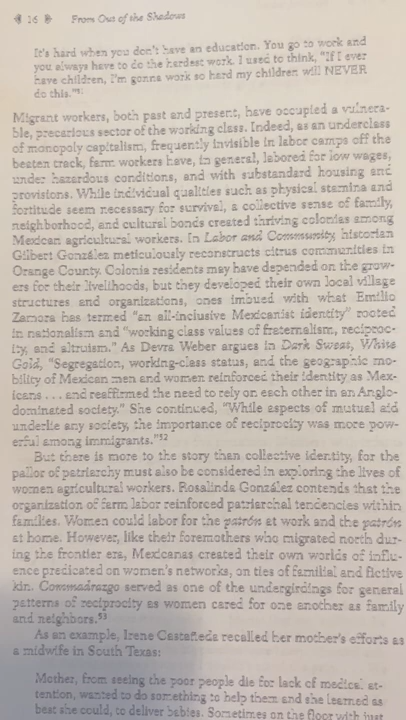 16 From Out of the Shadows
It's hard when you don't have an education. You go to work and
you always have to do the hardest work. I used to think, "If I ever
have children, I'm gonna work so hard my children will NEVER
do this."
Migrant workers, both past and present, have occupied a vulnera-
ble, precarious sector of the working class. Indeed, as an underclass
of monopoly capitalism, frequently invisible in labor camps off the
beaten track, farm workers have, in general, labored for low wages,
under hazardous conditions, and with substandard housing and
provisions. While individual qualities such as physical stamina and
fortitude seem necessary for survival, a collective sense of family,
neighborhood, and cultural bonds created thriving colonias among
Mexican agricultural workers. In Labor and Community, historian
Gilbert González meticulously reconstructs citrus communities in
Orange County. Colonia residents may have depended on the grow-
ers for their livelihoods, but they developed their own local village
structures and organizations, ones imbued with what Emilio
Zamora has termed "an all-inclusive Mexicanist identity" rooted
in nationalism and "working class values of fraternalism, reciproc-
ity, and altruism." As Devra Weber argues in Dark Sweat, White
Gold, "Segregation, working-class status, and the geographic mo-
bility of Mexican men and women reinforced their identity as Mex-
icans . . . and reaffirmed the need to rely on each other in an Anglo-
dominated society." She continued, "While aspects of mutual aid
underlie any society, the importance of reciprocity was more pow-
erful among immigrants."52
But there is more to the story than collective identity, for the
pallor of patriarchy must also be considered in exploring the lives of
women agricultural workers. Rosalinda González contends that the
organization of farm labor reinforced patriarchal tendencies within
families. Women could labor for the patrón at work and the patrón
at home. However, like their foremothers who migrated north dur-
ing the frontier era, Mexicanas created their own worlds of influ-
ence predicated on women's networks, on ties of familial and fictive
kin. Commadrazgo served as one of the undergirdings for general
patterns of reciprocity as women cared for one another as family
and neighbors.53
As an example, Irene Castañeda recalled her mother's efforts as
a midwife in South Texas:
Mother, from seeing the poor people die for lack of medical at-
tention, wanted to do something to help them and she learned as
best she could, to deliver babies. Sometimes on the floor with just